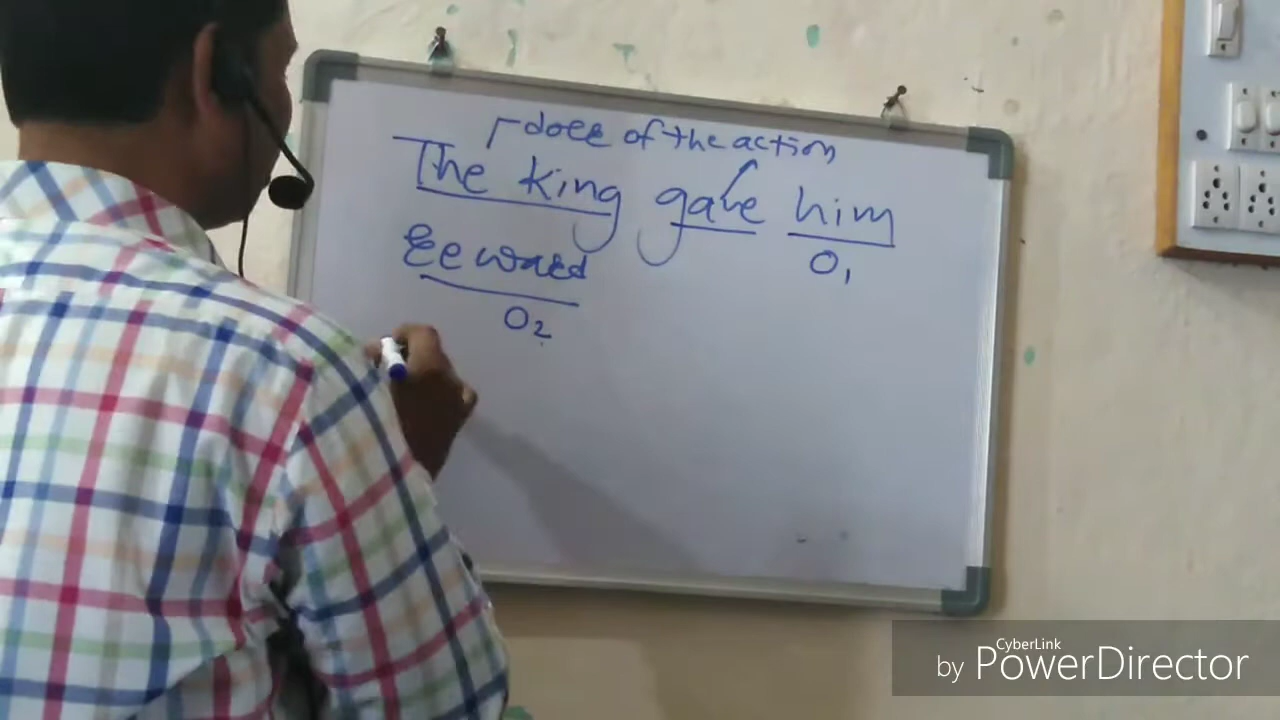 doer of the action
The king gave him
O1
Reward
O2
CyberLink
by PowerDirector